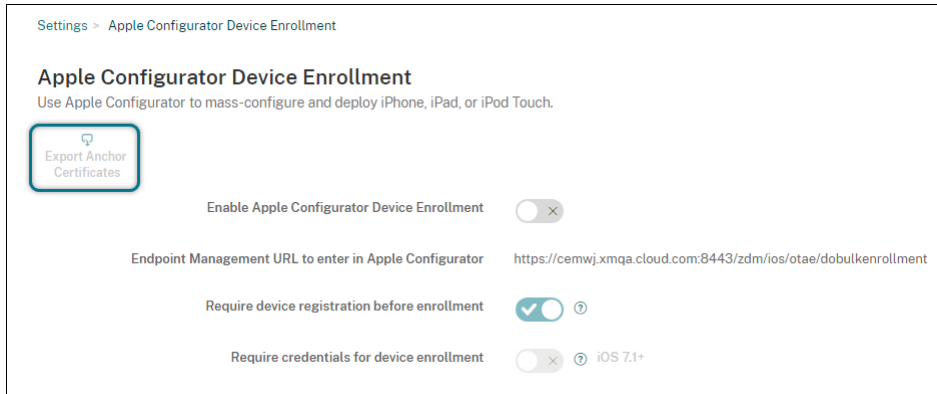 Settings > Apple Configurator Device Enrollment
Apple Configurator Device Enrollment
Use Apple Configurator to mass-configure and deploy iPhone, iPad, or iPod Touch.
Export Anchor
Certificates
Enable Apple Configurator Device Enrollment
Endpoint Management URL to enter in Apple Configurator https://cemwj.xmqa.cloud.com:8443/zdm/ios/otae/dobulkenrollment
Require device registration before enrollment ?
Require credentials for device enrollment ? iOS 7.1+